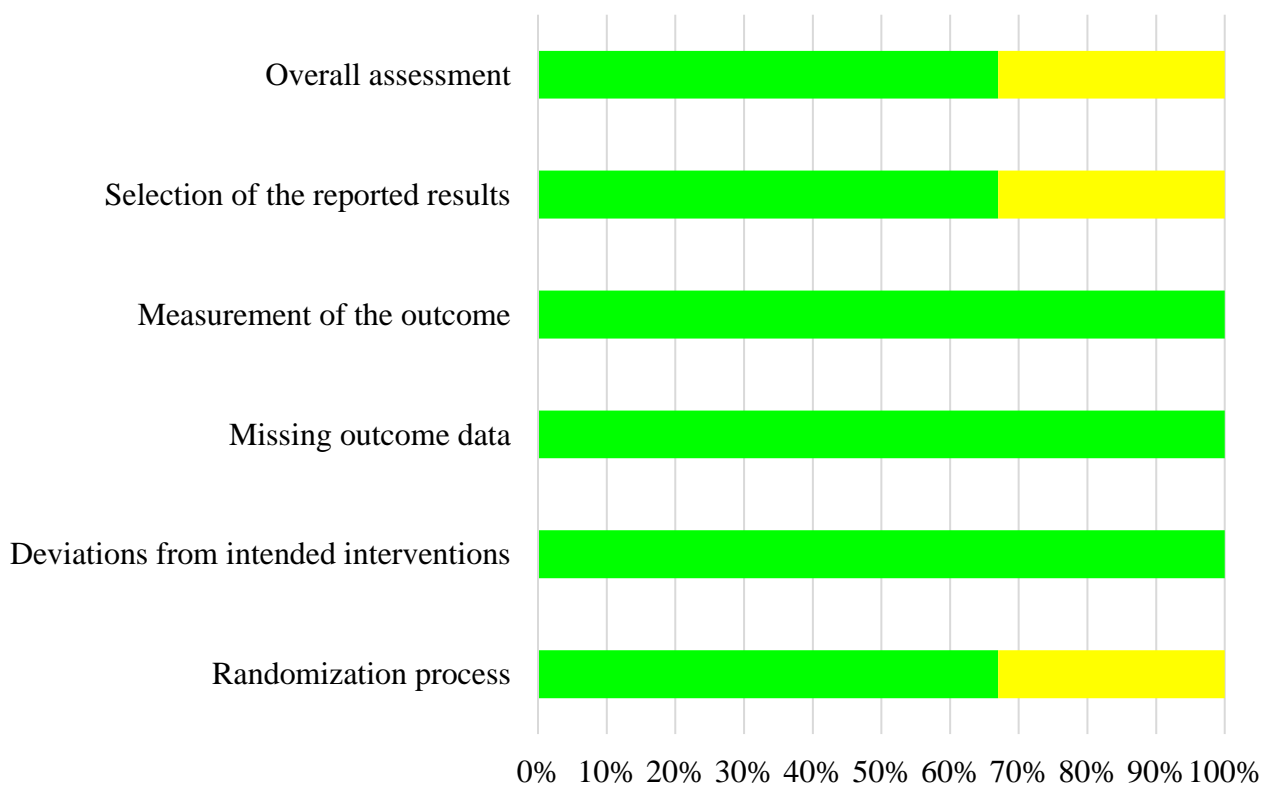 Overall assessment
Selection of the reported results
Measurement of the outcome
Missing outcome data
Deviations from intended interventions
Randomization process
0% 10% 20% 30% 40% 50% 60% 70% 80% 90% 100%